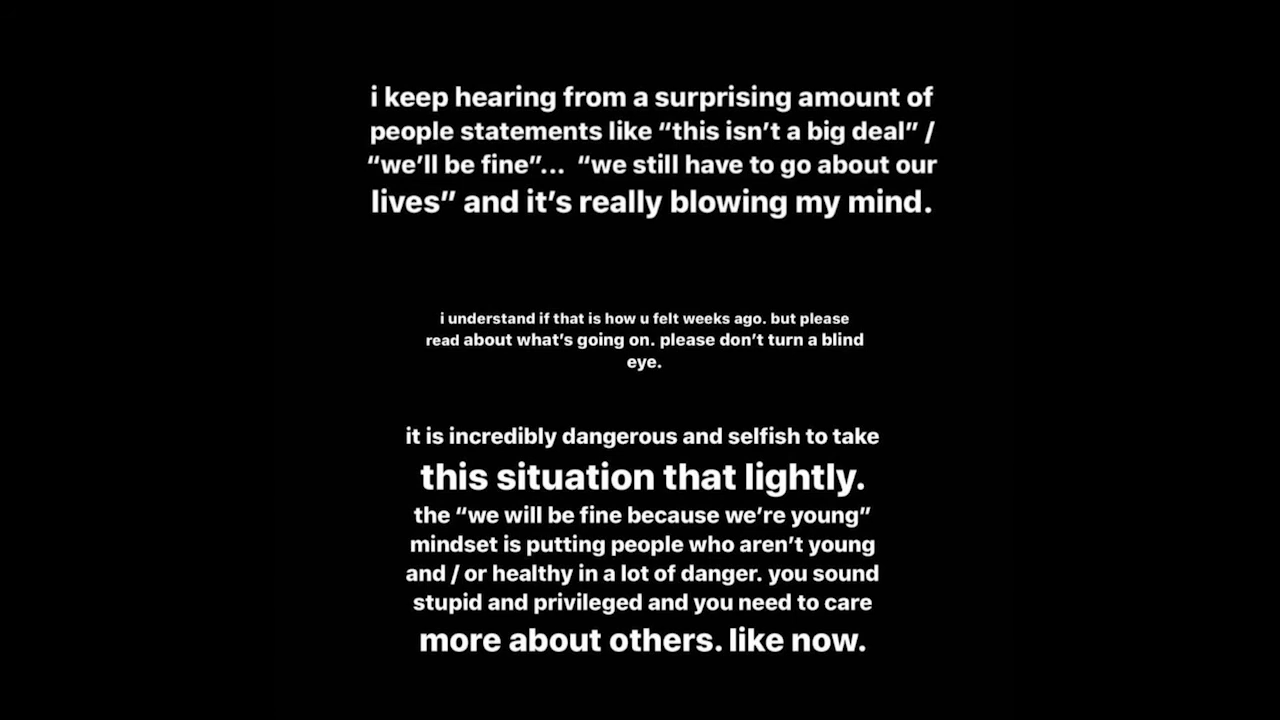 i keep hearing from a surprising amount of
people statements like “this isn’t a big deal” /
“we’ll be fine”... “we still have to go about our
lives” and it’s really blowing my mind.
i understand if that is how u felt weeks ago. but please
read about what’s going on. please don’t turn a blind
eye.
it is incredibly dangerous and selfish to take
this situation that lightly.
the “we will be fine because we’re young”
mindset is putting people who aren’t young
and / or healthy in a lot of danger. you sound
stupid and privileged and you need to care
more about others. like now.